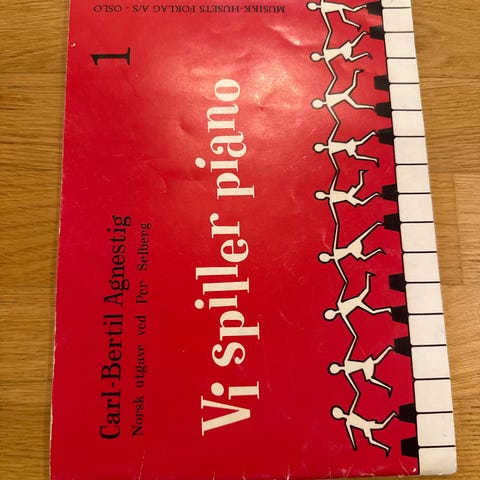 Carl-Bertil Agnestig
1
Norsk utgave ved Per Selberg
Vi spiller piano
MUSIKK-HUSETS FORLAG A/S - OSLO